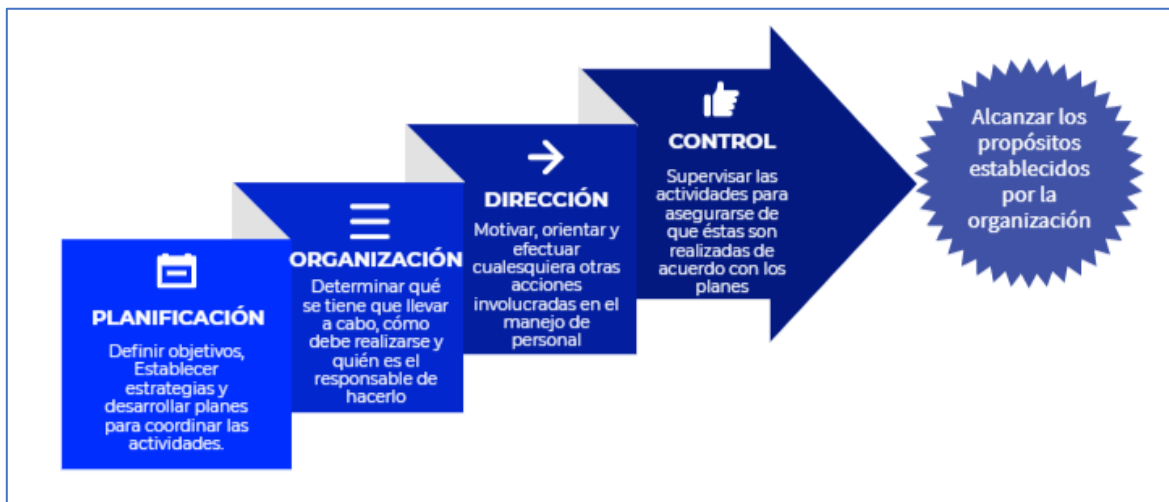 PLANIFICACIÓN
Definir objetivos,
Establecer
estrategias y
desarrollar planes
para coordinar las
actividades.
ORGANIZACIÓN
Determinar qué
se tiene que llevar
a cabo, cómo
debe realizarse y
quién es el
responsable de
hacerlo
DIRECCIÓN
Motivar, orientar y
efectuar
cualesquiera otras
acciones
involucradas en el
manejo de
personal
CONTROL
Supervisar las
actividades para
asegurarse de
que éstas son
realizadas de
acuerdo con los
planes
Alcanzar los
propósitos
establecidos
por la
organización